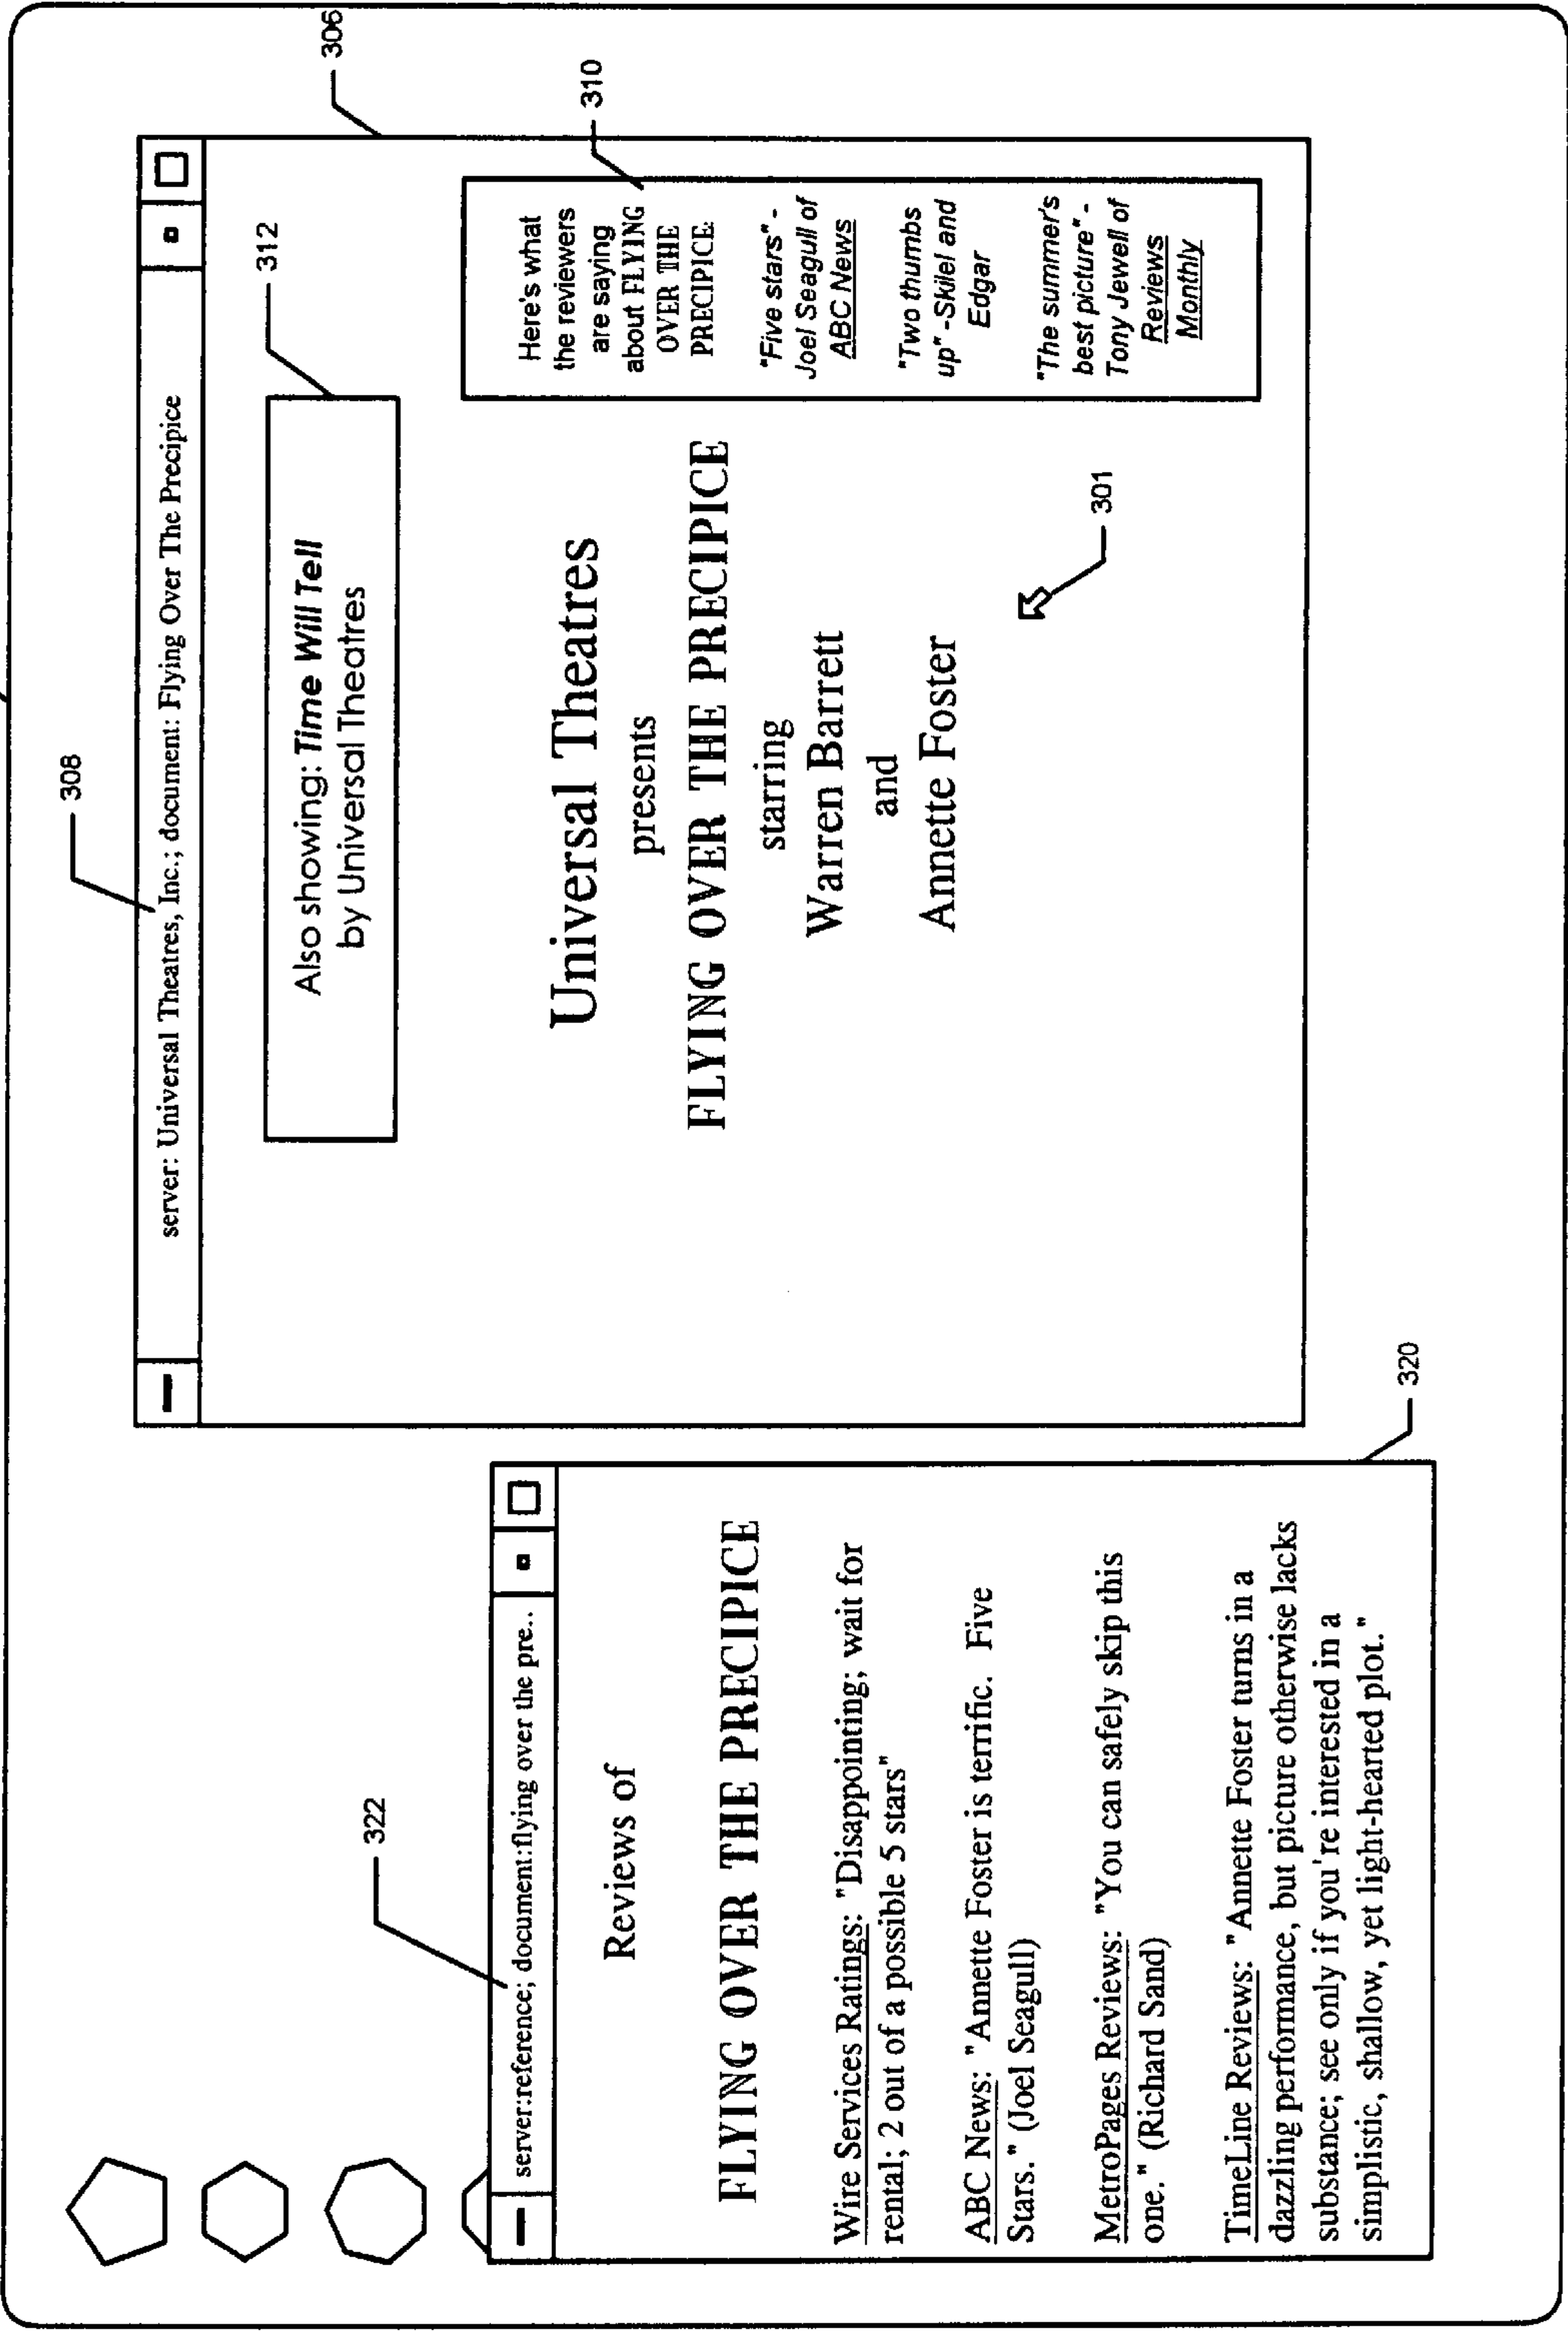 308
306
312
310
server: Universal Theatres, Inc.; document: Flying Over The Precipice
Also showing: Time Will Tell
by Universal Theatres
Universal Theatres
presents
FLYING OVER THE PRECIPICE
starring
Warren Barrett
and
Annette Foster
Here's what
the reviewers
are saying
about FLYING
OVER THE
PRECIPICE:
"Five stars" -
Joel Seagull of
ABC News
"Two thumbs
up" -Skilel and
Edgar
"The summer's
best picture" -
Tony Jewell of
Reviews
Monthly
301
322
320
server:reference; document:flying over the pre..
Reviews of
FLYING OVER THE PRECIPICE
Wire Services Ratings: "Disappointing; wait for
rental; 2 out of a possible 5 stars"
ABC News: "Annette Foster is terrific. Five
Stars." (Joel Seagull)
MetroPages Reviews: "You can safely skip this
one." (Richard Sand)
TimeLine Reviews: "Annette Foster turns in a
dazzling performance, but picture otherwise lacks
substance; see only if you're interested in a
simplistic, shallow, yet light-hearted plot."